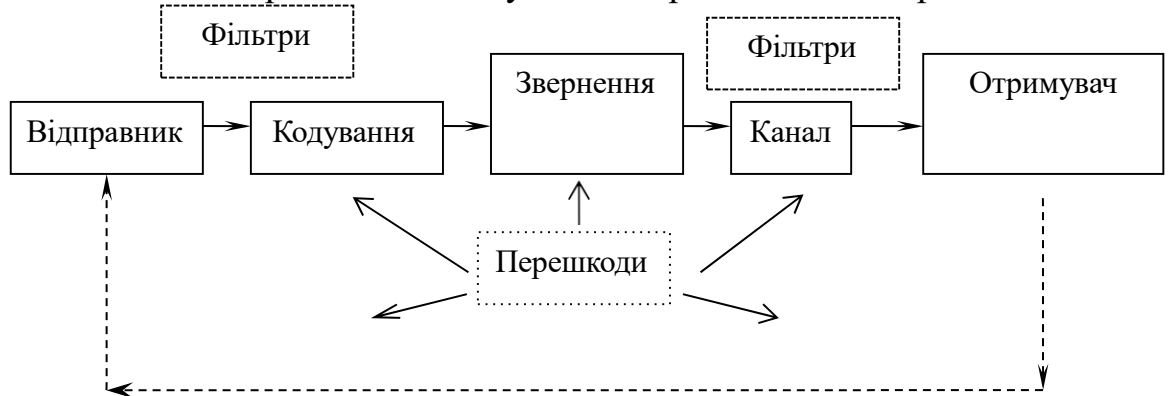 Фільтри
Фільтри
Звернення
Отримувач
Відправник
Кодування
Канал
Перешкоди